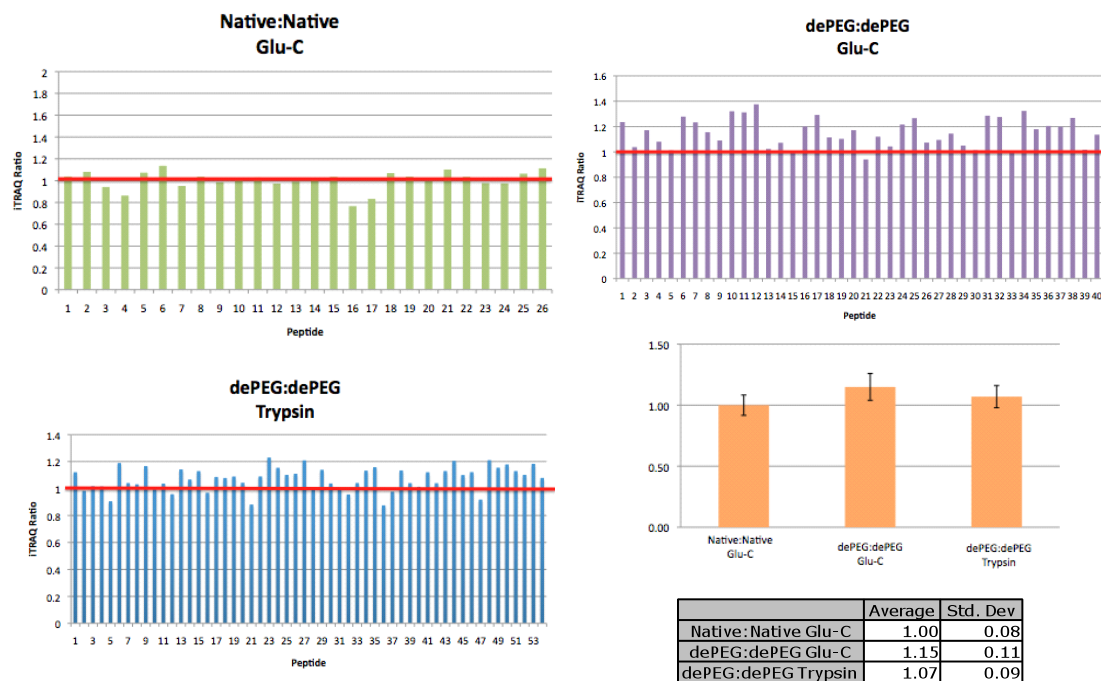 Native:Native
Glu-C
2
1.8
1.6
1.4
1.2
1
0.8
0.6
0.4
0.2
0
iTRAQ Ratio
1 2 3 4 5 6 7 8 9 10 11 12 13 14 15 16 17 18 19 20 21 22 23 24 25 26
Peptide
dePEG:dePEG
Glu-C
1.6
1.4
1.2
1
0.8
0.6
0.4
0.2
0
iTRAQ Ratio
1 2 3 4 5 6 7 8 9 10 11 12 13 14 15 16 17 18 19 20 21 22 23 24 25 26 27 28 29 30 31 32 33 34 35 36 37 38 39 40
Peptide
dePEG:dePEG
Trypsin
1.4
1.2
1
0.8
0.6
0.4
0.2
0
iTRAQ Ratio
1 3 5 7 9 11 13 15 17 19 21 23 25 27 29 31 33 35 37 39 41 43 45 47 49 51 53
Peptide
1.50
1.00
0.50
0.00
Native:Native
Glu-C
dePEG:dePEG
Glu-C
dePEG:dePEG
Trypsin
Average Std. Dev
Native:Native Glu-C 1.00 0.08
dePEG:dePEG Glu-C 1.15 0.11
dePEG:dePEG Trypsin 1.07 0.09